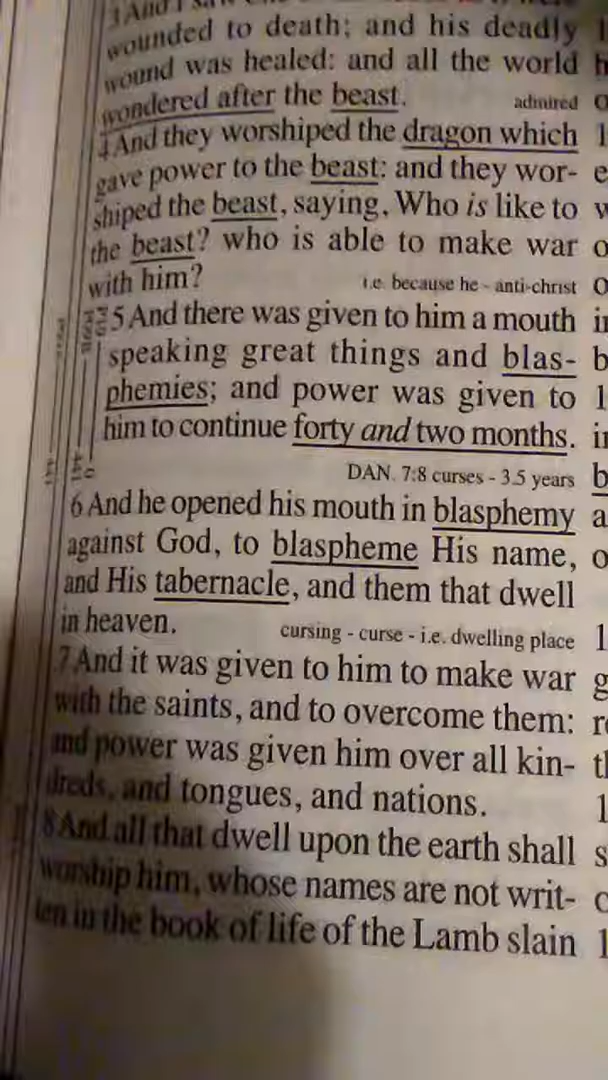 3 And I saw one
wounded to death; and his deadly
wound was healed: and all the world
wondered after the beast. admired
4 And they worshiped the dragon which
gave power to the beast: and they wor-
shiped the beast, saying, Who is like to
the beast? who is able to make war
with him? i.e. because he - anti-christ
5 And there was given to him a mouth
speaking great things and blas-
phemies; and power was given to
him to continue forty and two months.
DAN. 7:8 curses - 3.5 years
6 And he opened his mouth in blasphemy
against God, to blaspheme His name,
and His tabernacle, and them that dwell
in heaven. cursing - curse - i.e. dwelling place
7 And it was given to him to make war
with the saints, and to overcome them:
and power was given him over all kin-
dreds, and tongues, and nations.
8 And all that dwell upon the earth shall
worship him, whose names are not writ-
ten in the book of life of the Lamb slain